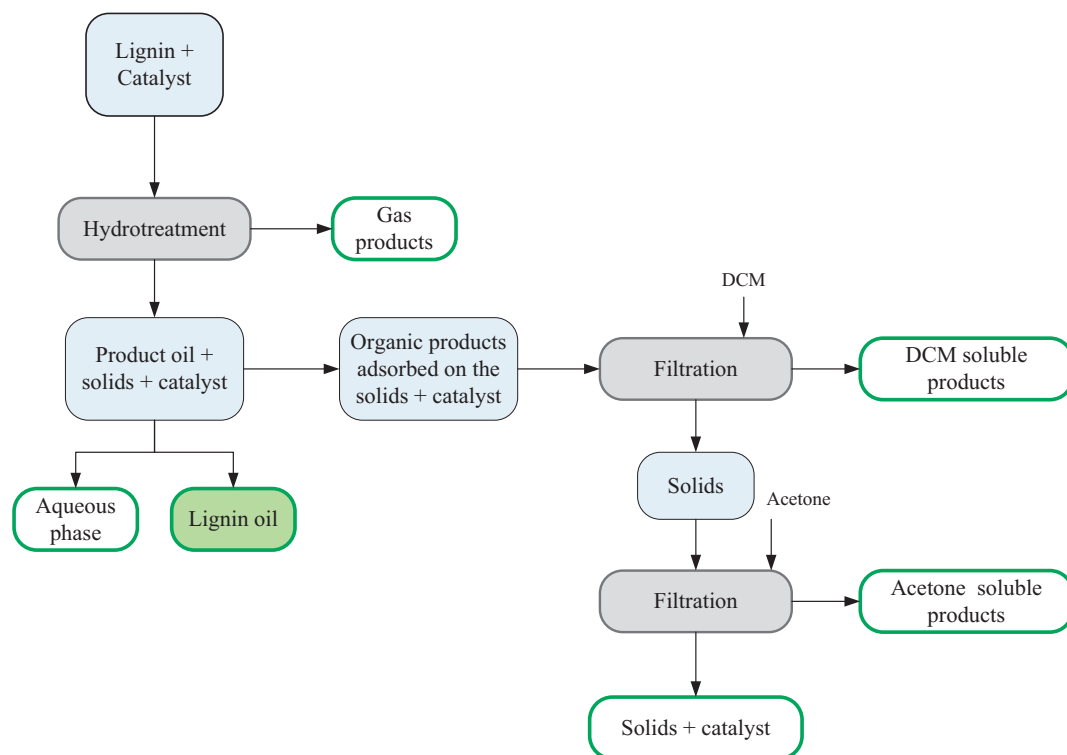 Lignin +
Catalyst
Hydrotreatment
Gas
products
DCM
Product oil +
solids + catalyst
Organic products
adsorbed on the
solids + catalyst
Filtration
DCM soluble
products
Solids
Acetone
Aqueous
phase
Lignin oil
Filtration
Acetone soluble
products
Solids + catalyst